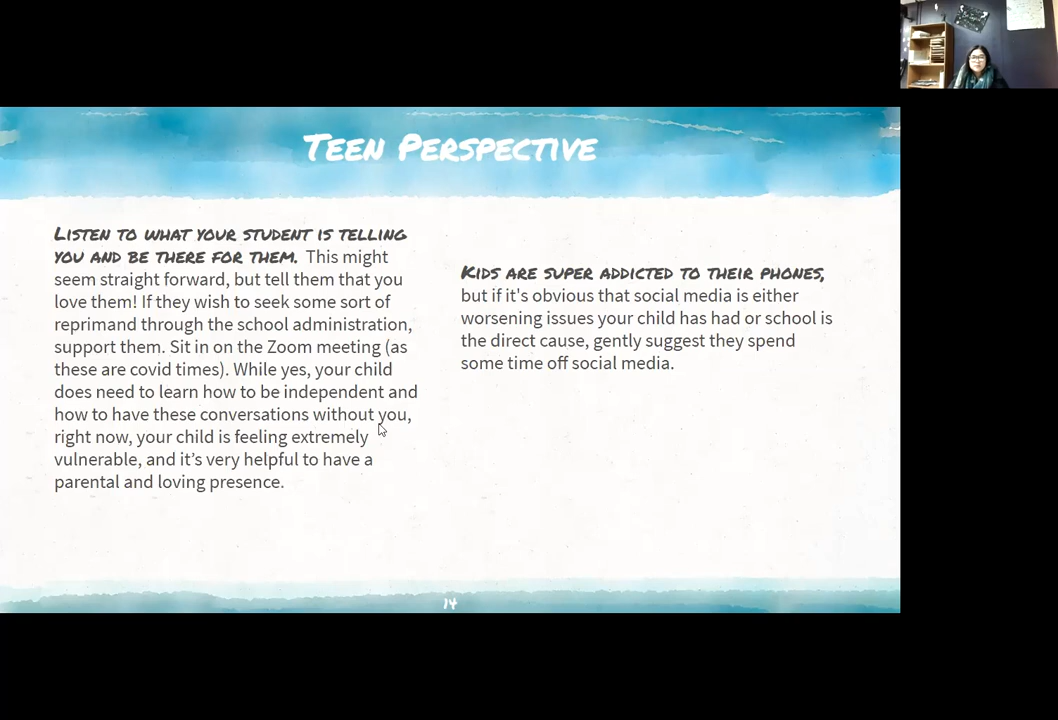 Teen Perspective
Listen to what your student is telling
you and be there for them. This might
seem straight forward, but tell them that you
love them! If they wish to seek some sort of
reprimand through the school administration,
support them. Sit in on the Zoom meeting (as
these are covid times). While yes, your child
does need to learn how to be independent and
how to have these conversations without you,
right now, your child is feeling extremely
vulnerable, and it's very helpful to have a
parental and loving presence.
Kids are super addicted to their phones,
but if it's obvious that social media is either
worsening issues your child has had or school is
the direct cause, gently suggest they spend
some time off social media.
14